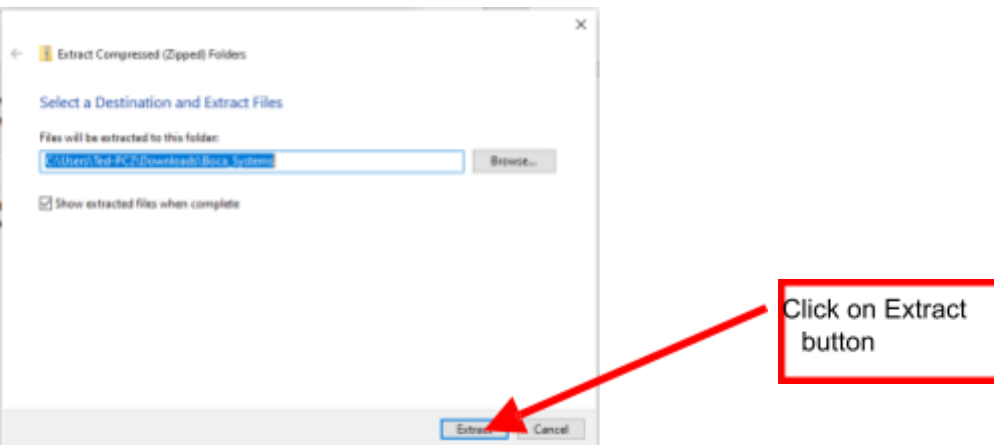 Extract Compressed (Zipped) Folders
Select a Destination and Extract Files
Files will be extracted to this folder:
C:\Users\Ted-PC2\Downloads\Boca_Systems
Browse...
Show extracted files when complete
Click on Extract
button
Extract
Cancel